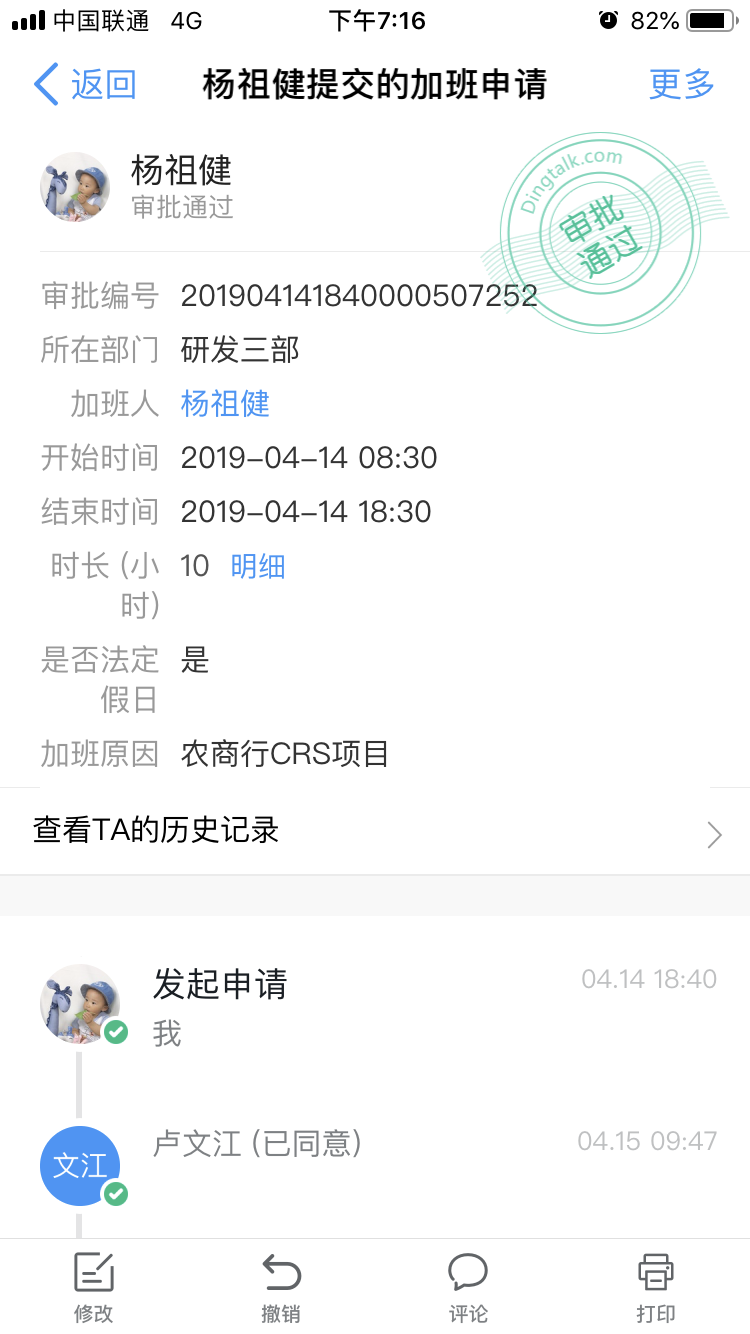 中国联通 4G 下午7:16 82%
返回 杨祖健提交的加班申请 更多
杨祖健
审批通过
Dingtalk.com
审批
通过
审批编号 201904141840000507252
所在部门 研发三部
加班人 杨祖健
开始时间 2019-04-14 08:30
结束时间 2019-04-14 18:30
时长 (小 10 明细
时)
是否法定 是
假日
加班原因 农商行CRS项目
查看TA的历史记录
发起申请 04.14 18:40
我
文江 卢文江 (已同意) 04.15 09:47
修改 撤销 评论 打印